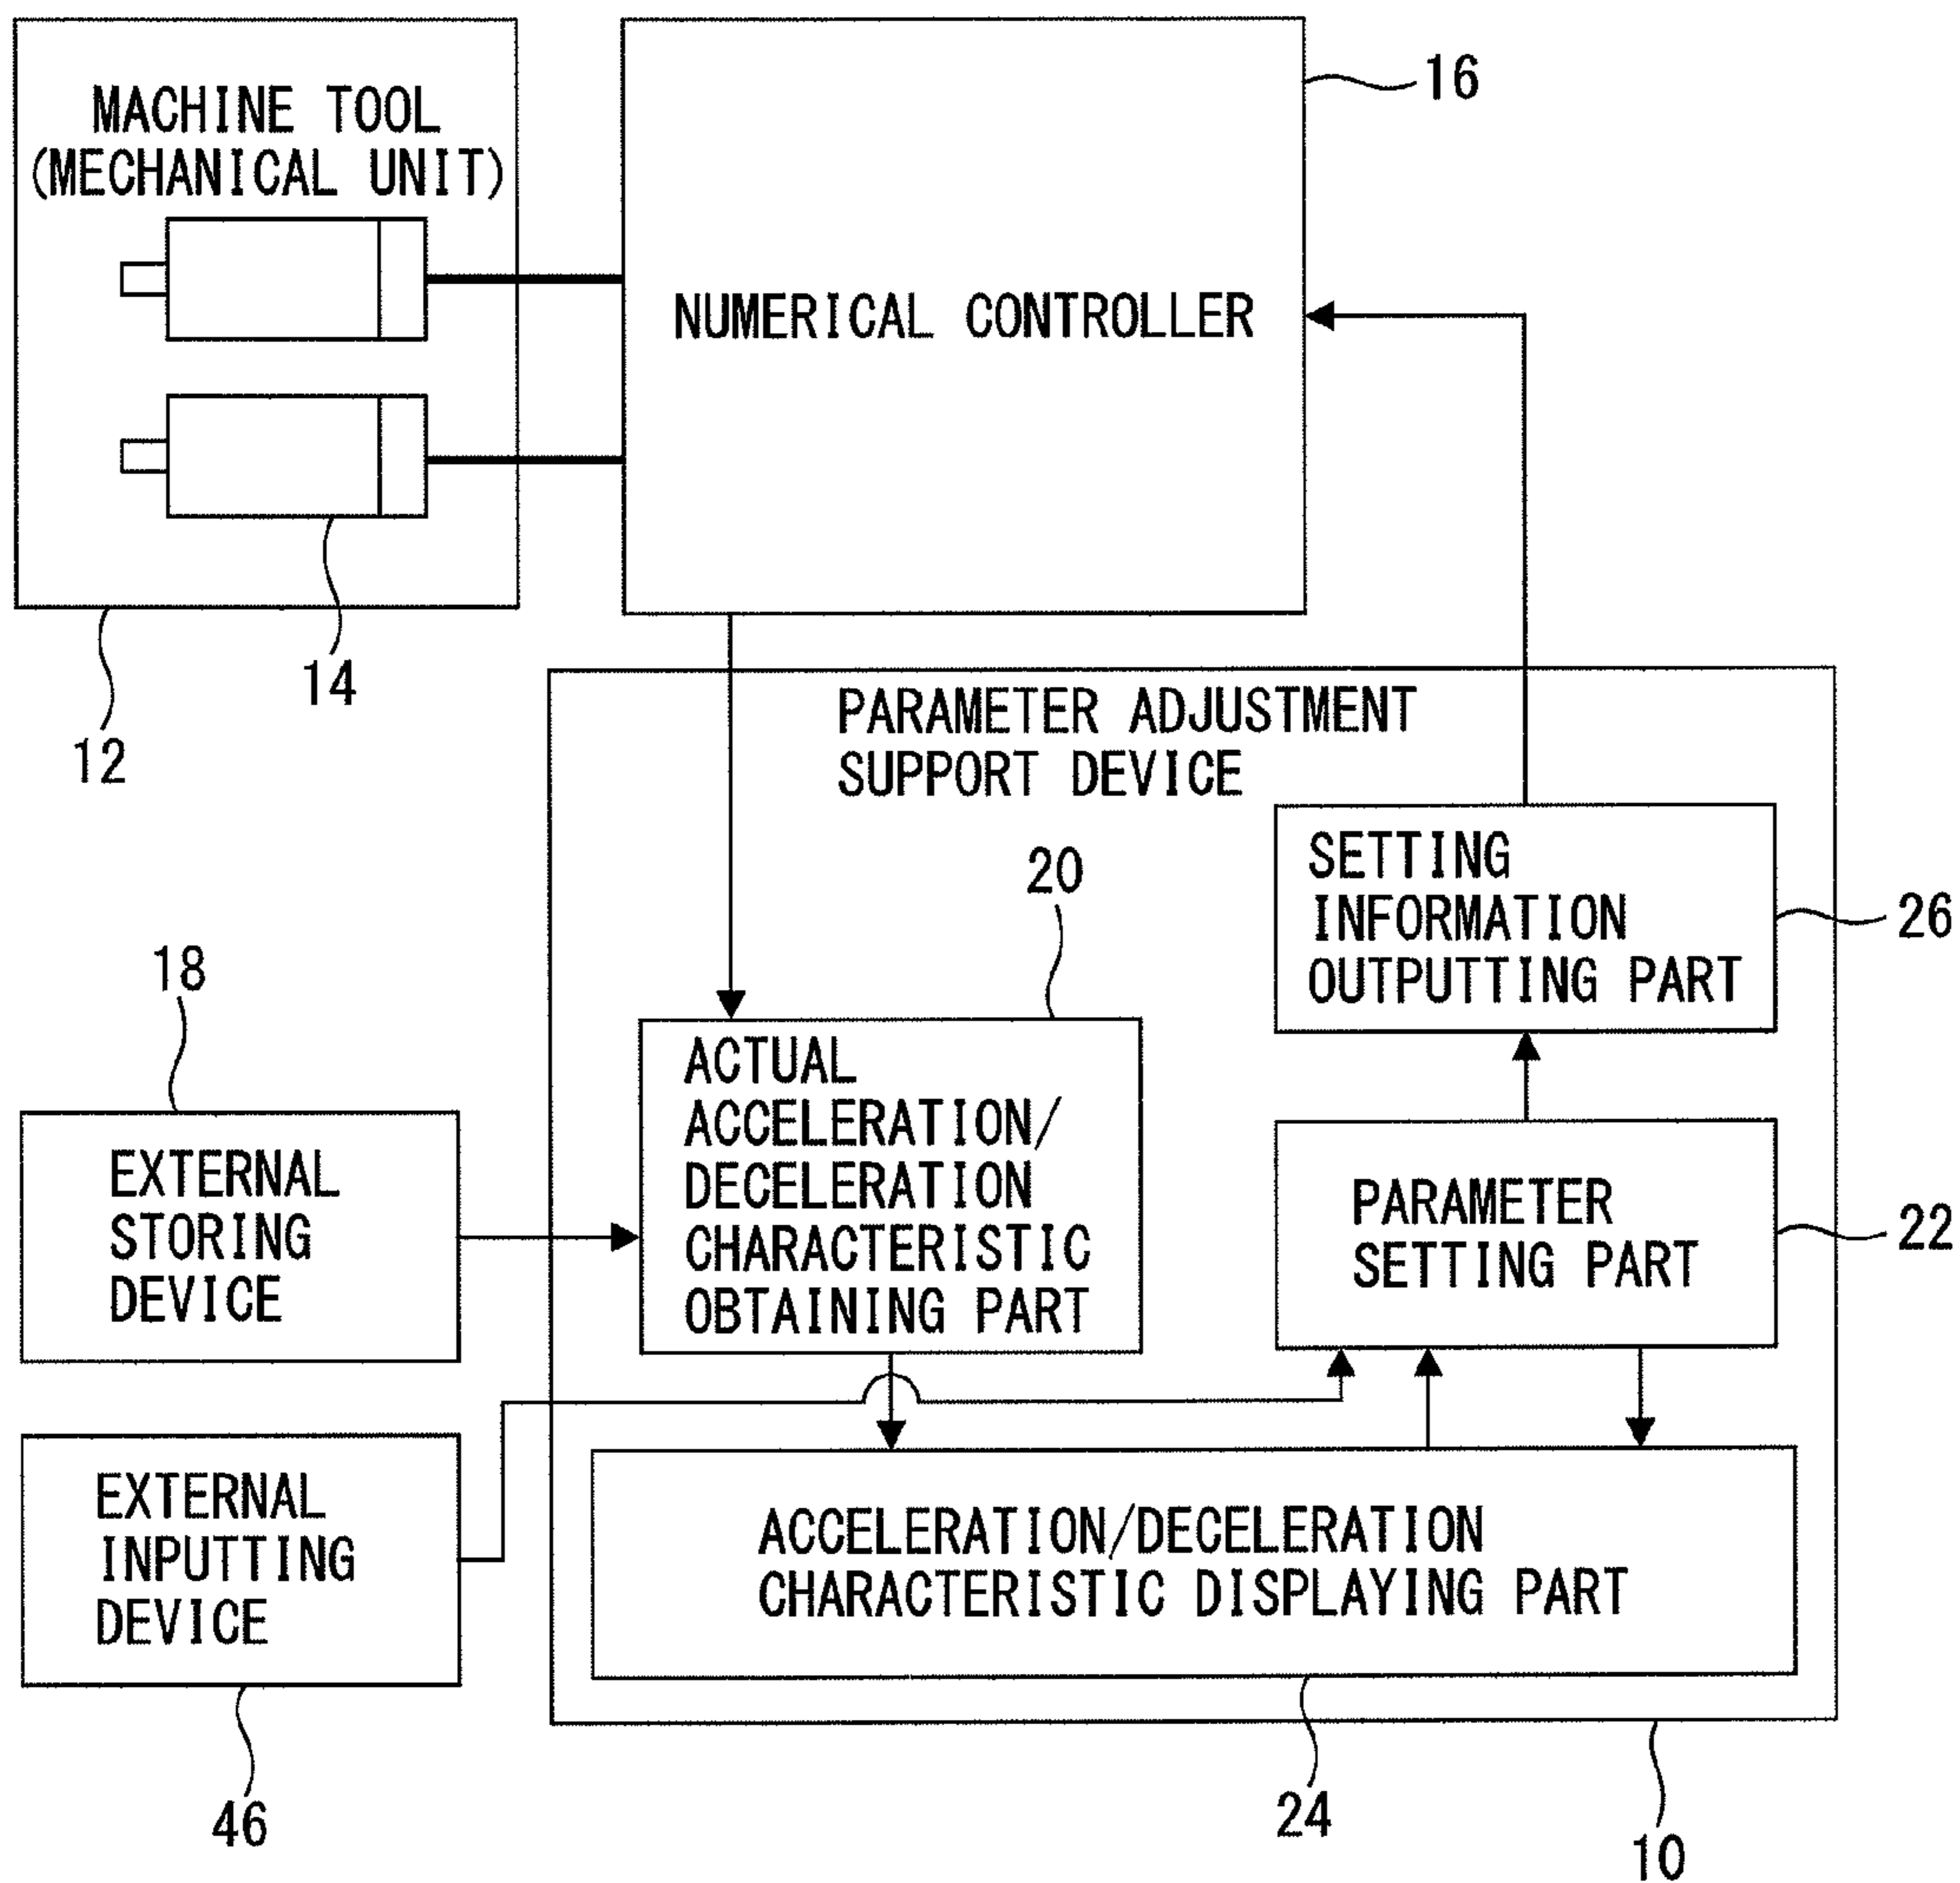 MACHINE TOOL
(MECHANICAL UNIT)
16
NUMERICAL CONTROLLER
14
12
PARAMETER ADJUSTMENT
SUPPORT DEVICE
20
SETTING
INFORMATION
OUTPUTTING PART
26
18
ACTUAL
ACCELERATION/
DECELERATION
CHARACTERISTIC
OBTAINING PART
EXTERNAL
STORING
DEVICE
PARAMETER
SETTING PART
22
EXTERNAL
INPUTTING
DEVICE
ACCELERATION/DECELERATION
CHARACTERISTIC DISPLAYING PART
46
24
10